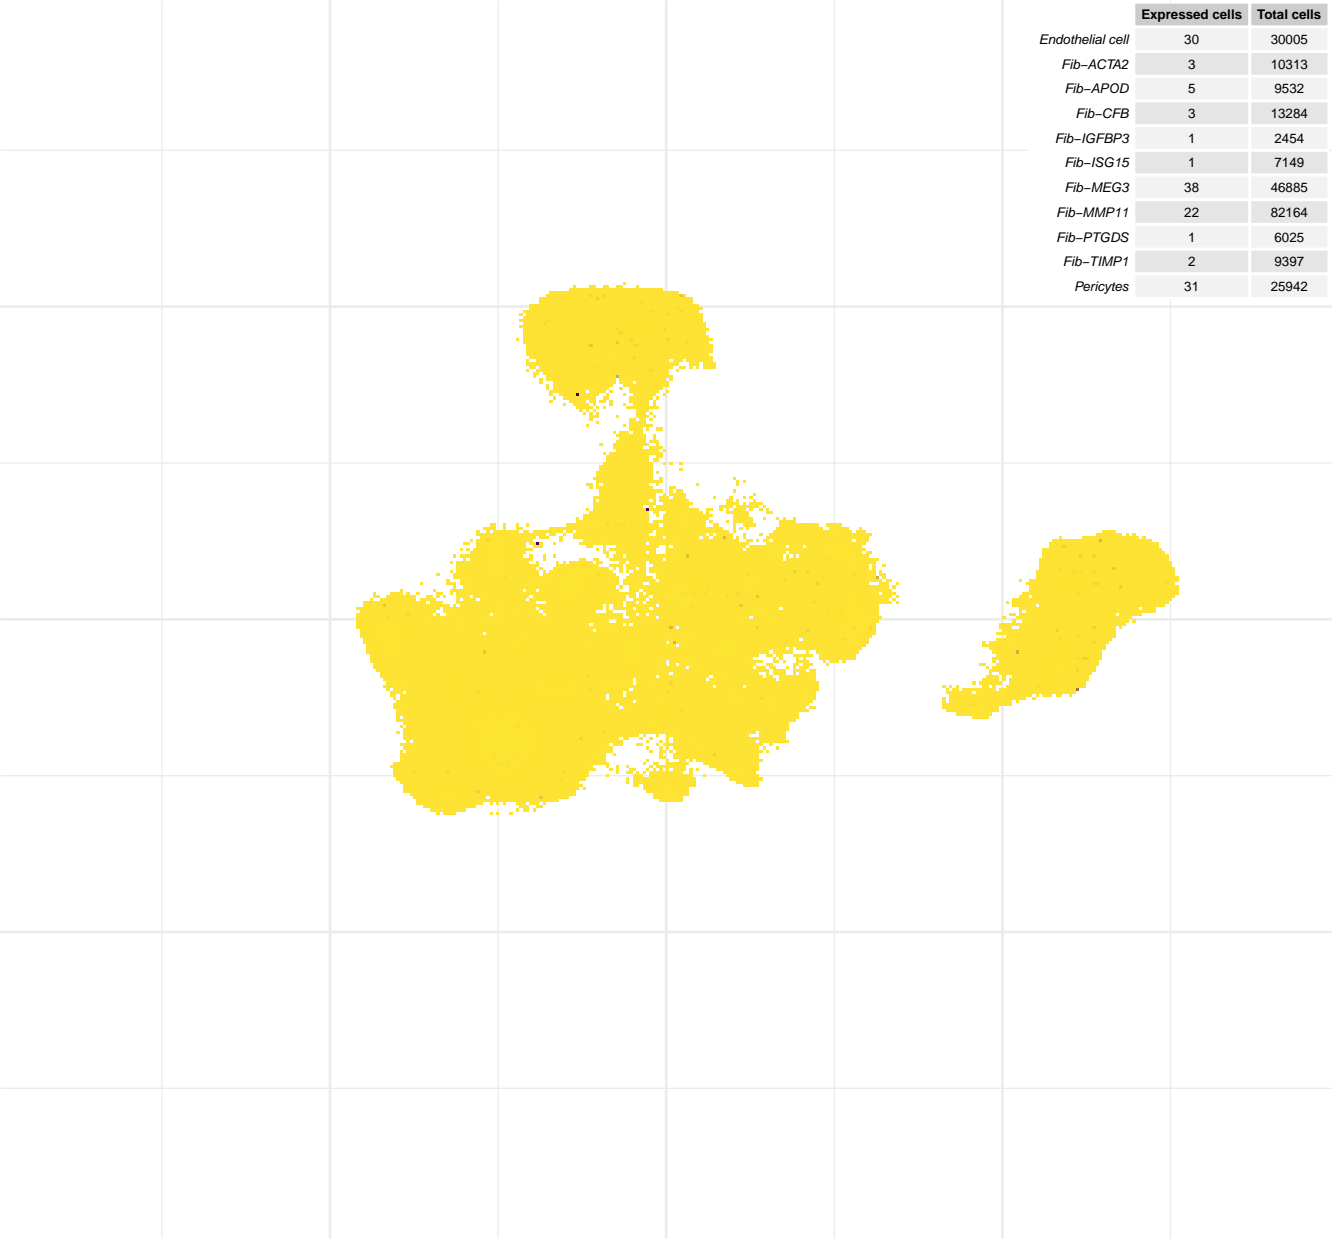 Expressed cells Total cells
Endothelial cell 30 30005
Fib−ACTA2 3 10313
Fib−APOD 5 9532
Fib−CFB 3 13284
Fib−IGFBP3 1 2454
Fib−ISG15 1 7149
Fib−MEG3 38 46885
Fib−MMP11 22 82164
Fib−PTGDS 1 6025
Fib−TIMP1 2 9397
Pericytes 31 25942